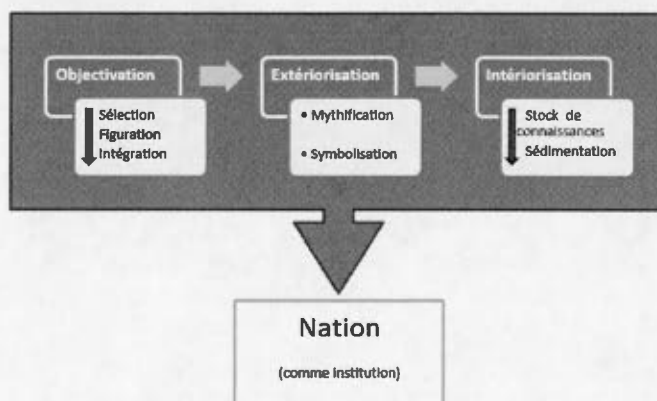 Objectivation
Sélection
Figuration
Intégration
Extériorisation
• Mythification
• Symbolisation
Intériorisation
Stock de
connaissances
Sédimentation
Nation
(comme institution)